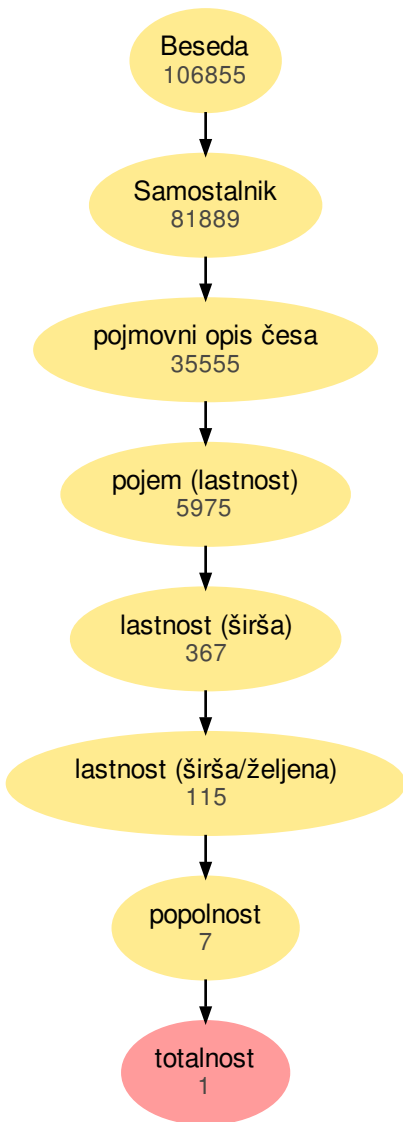 Beseda
106855
Samostalnik
81889
pojmovni opis česa
35555
pojem (lastnost)
5975
lastnost (širša)
367
lastnost (širša/željena)
115
popolnost
7
totalnost
1